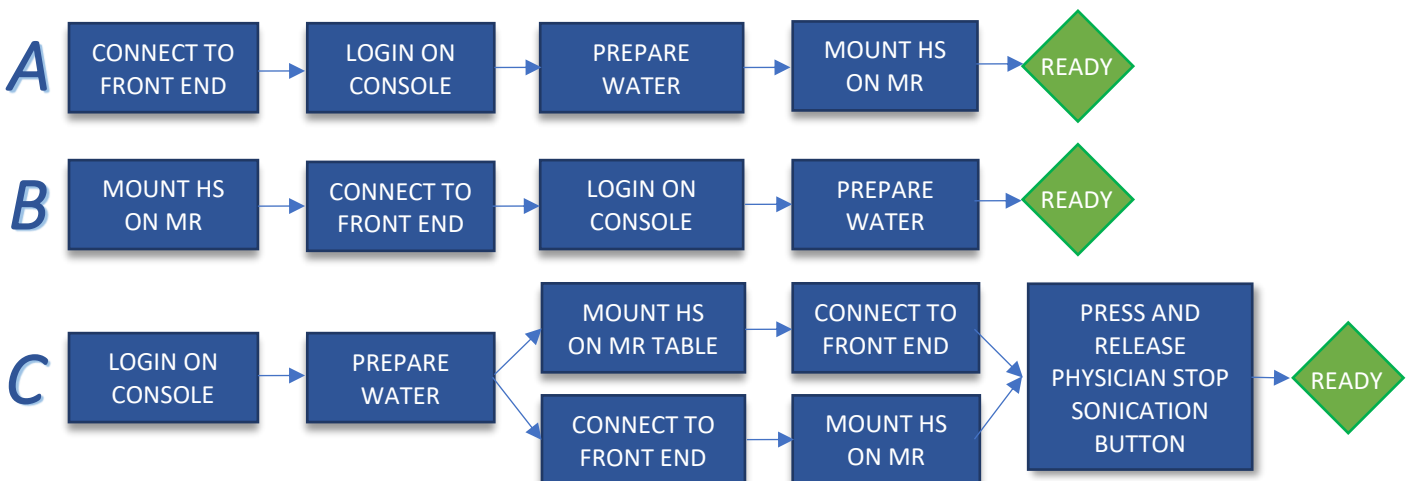 A
CONNECT TO
FRONT END
LOGIN ON
CONSOLE
PREPARE
WATER
MOUNT HS
ON MR
READY
B
MOUNT HS
ON MR
CONNECT TO
FRONT END
LOGIN ON
CONSOLE
PREPARE
WATER
READY
C
LOGIN ON
CONSOLE
PREPARE
WATER
MOUNT HS
ON MR TABLE
CONNECT TO
FRONT END
CONNECT TO
FRONT END
MOUNT HS
ON MR
PRESS AND
RELEASE
PHYSICIAN STOP
SONICATION
BUTTON
READY